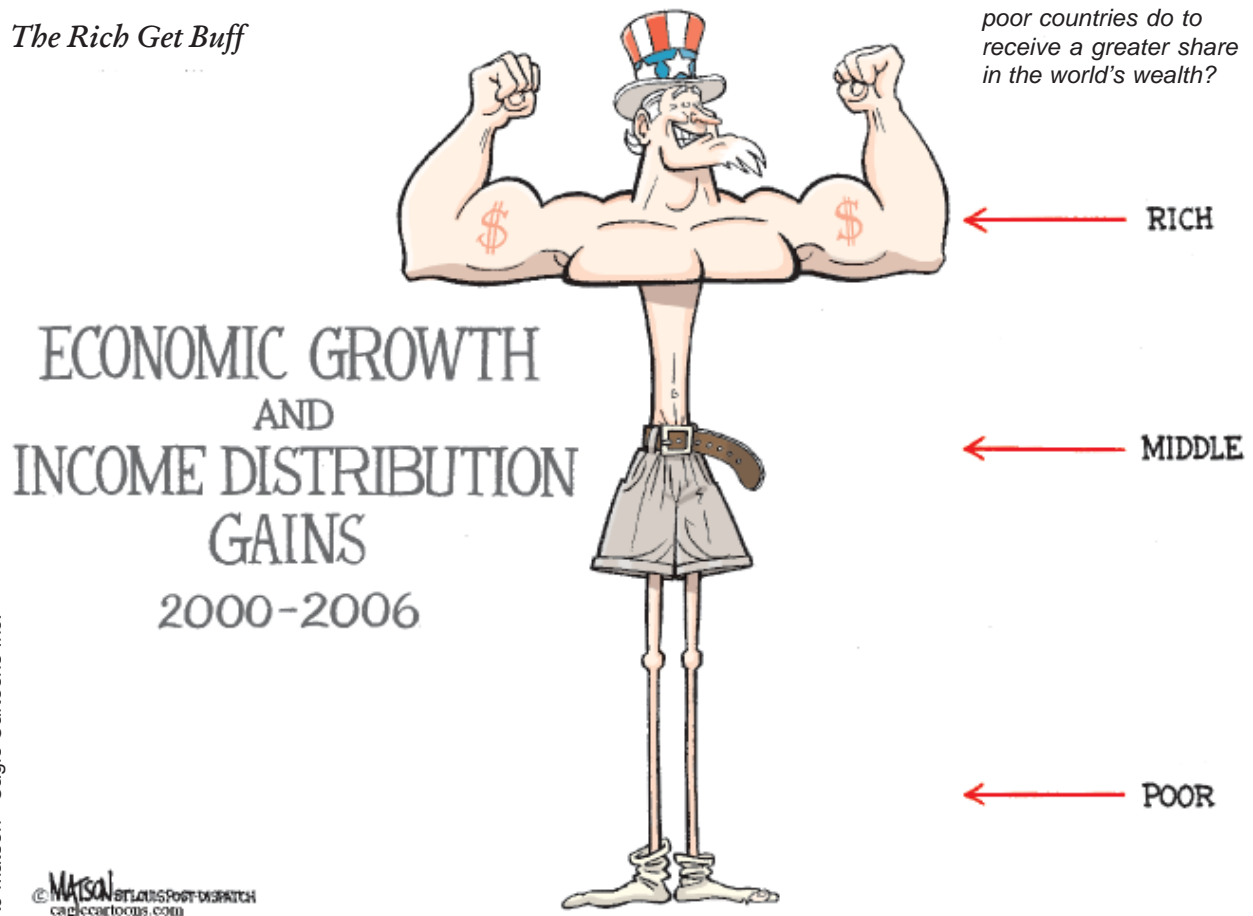 The Rich Get Buff
poor countries do to
receive a greater share
in the world's wealth?
$ $
RICH
ECONOMIC GROWTH
AND
INCOME DISTRIBUTION
GAINS
2000-2006
MIDDLE
POOR
© MATSON ST. LOUIS POST-DISPATCH
caglecartoons.com